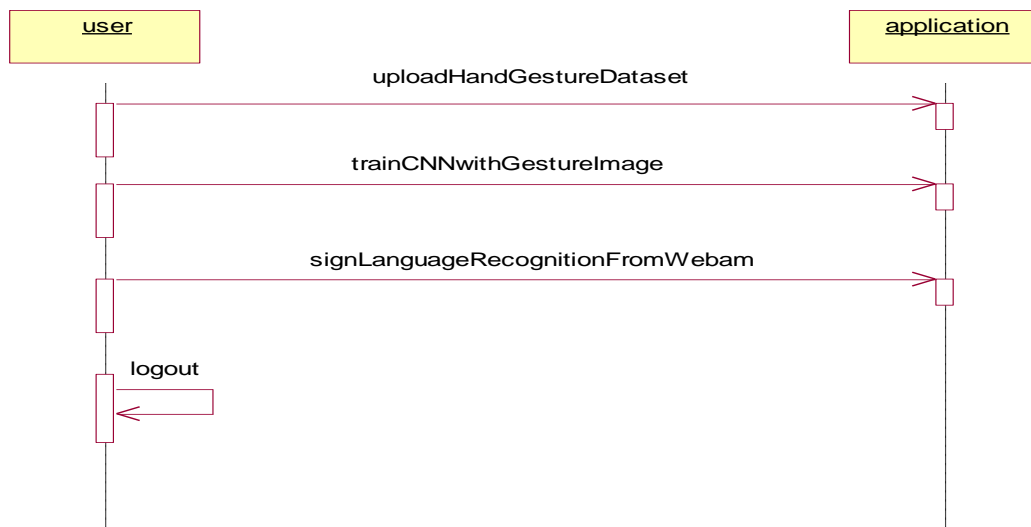 user
application
uploadHandGestureDataset
trainCNNwithGestureImage
signLanguageRecognitionFromWebam
logout